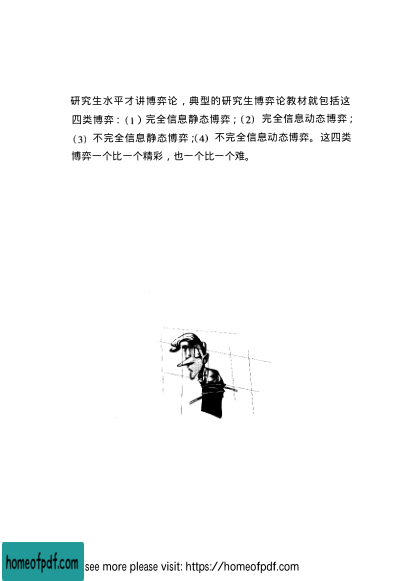 研究生水平才讲博弈论，典型的研究生博弈论教材就包括这
四类博弈：(1) 完全信息静态博弈；(2) 完全信息动态博弈；
(3) 不完全信息静态博弈；(4) 不完全信息动态博弈。这四类
博弈一个比一个精彩，也一个比一个难。
homeofpdf.com
see more please visit: https://homeofpdf.com